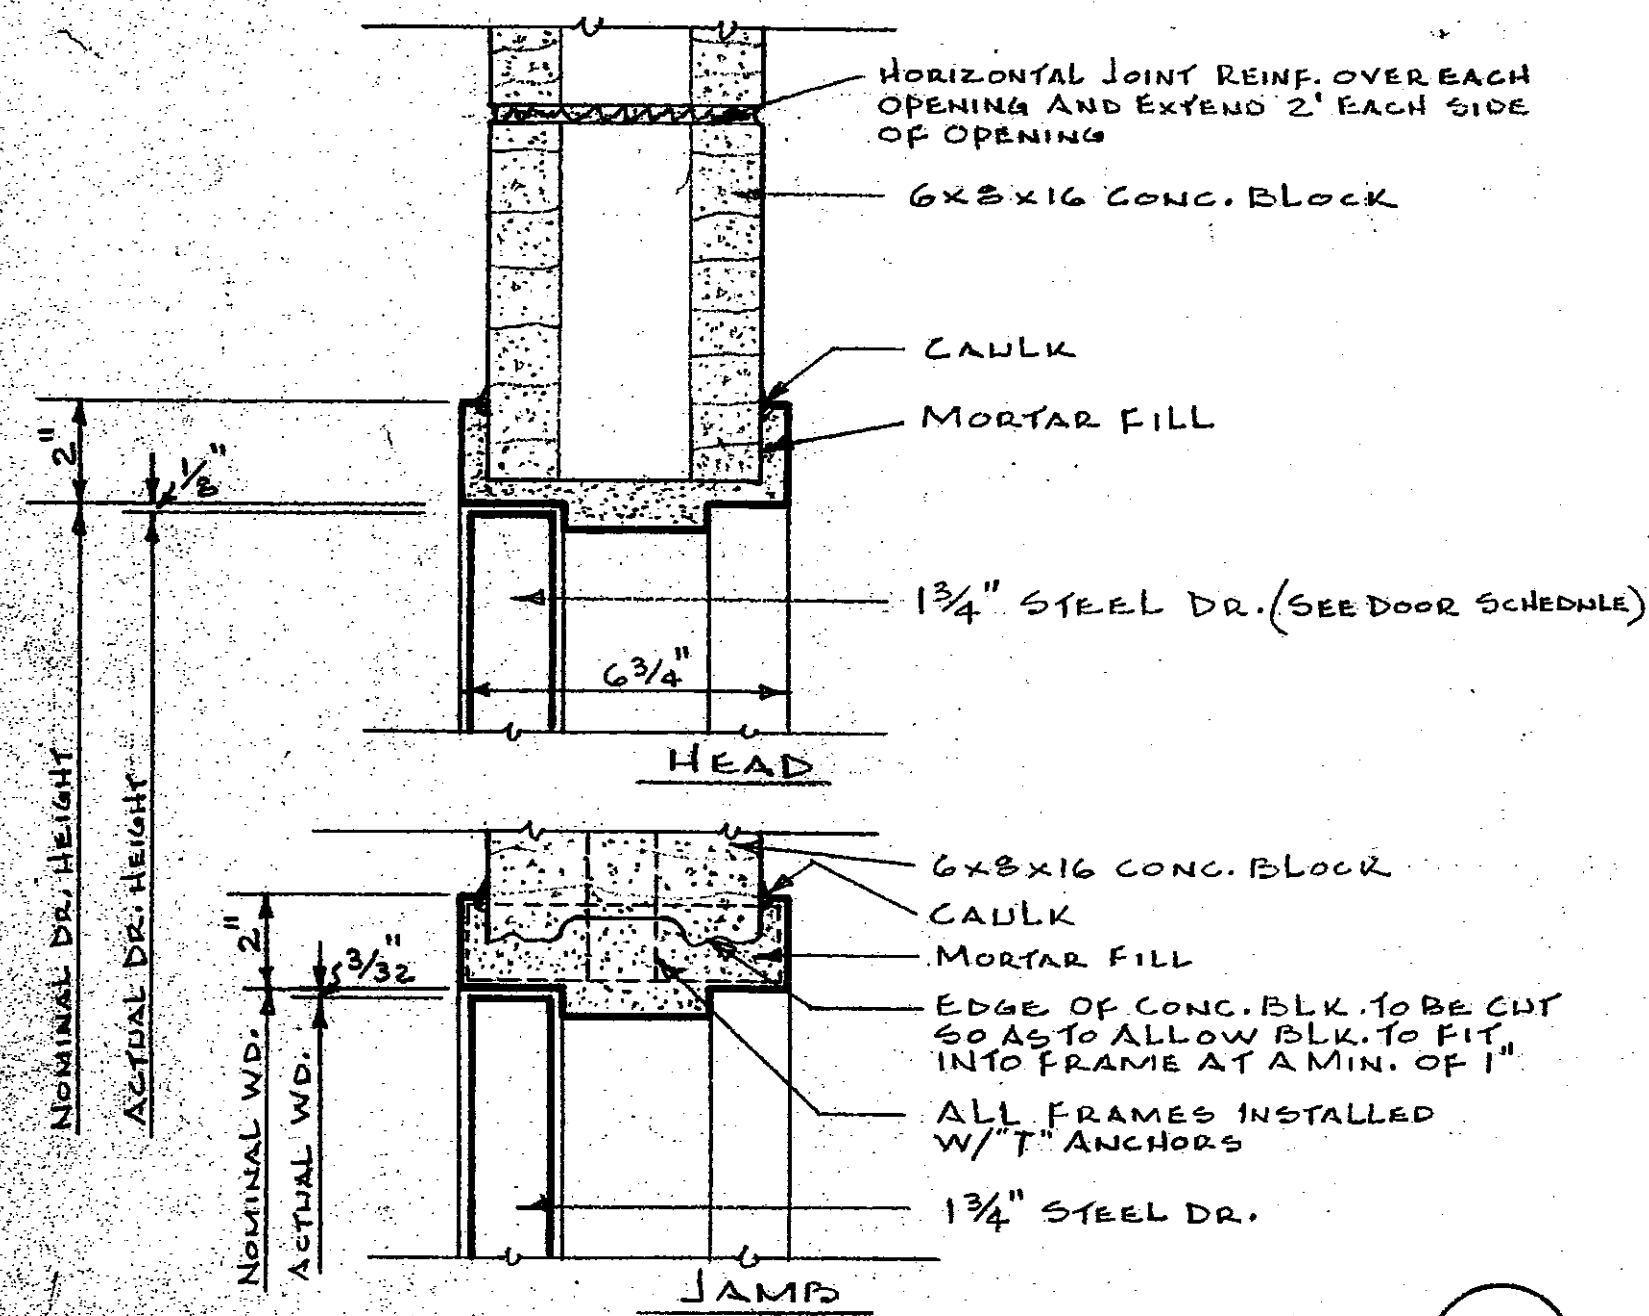 HORIZONTAL JOINT REINF. OVER EACH
OPENING AND EXTEND 2' EACH SIDE
OF OPENING
6x8x16 CONC. BLOCK
CAULK
MORTAR FILL
2"
1/8"
1 3/4" STEEL DR. (SEE DOOR SCHEDULE)
6 3/4"
HEAD
NOMINAL DR. HEIGHT
ACTUAL DR. HEIGHT
6x8x16 CONC. BLOCK
CAULK
MORTAR FILL
2"
3/32"
EDGE OF CONC. BLK. TO BE CUT
SO AS TO ALLOW BLK. TO FIT
INTO FRAME AT A MIN. OF 1"
ALL FRAMES INSTALLED
W/"T" ANCHORS
NOMINAL WD.
ACTUAL WD.
1 3/4" STEEL DR.
JAMB